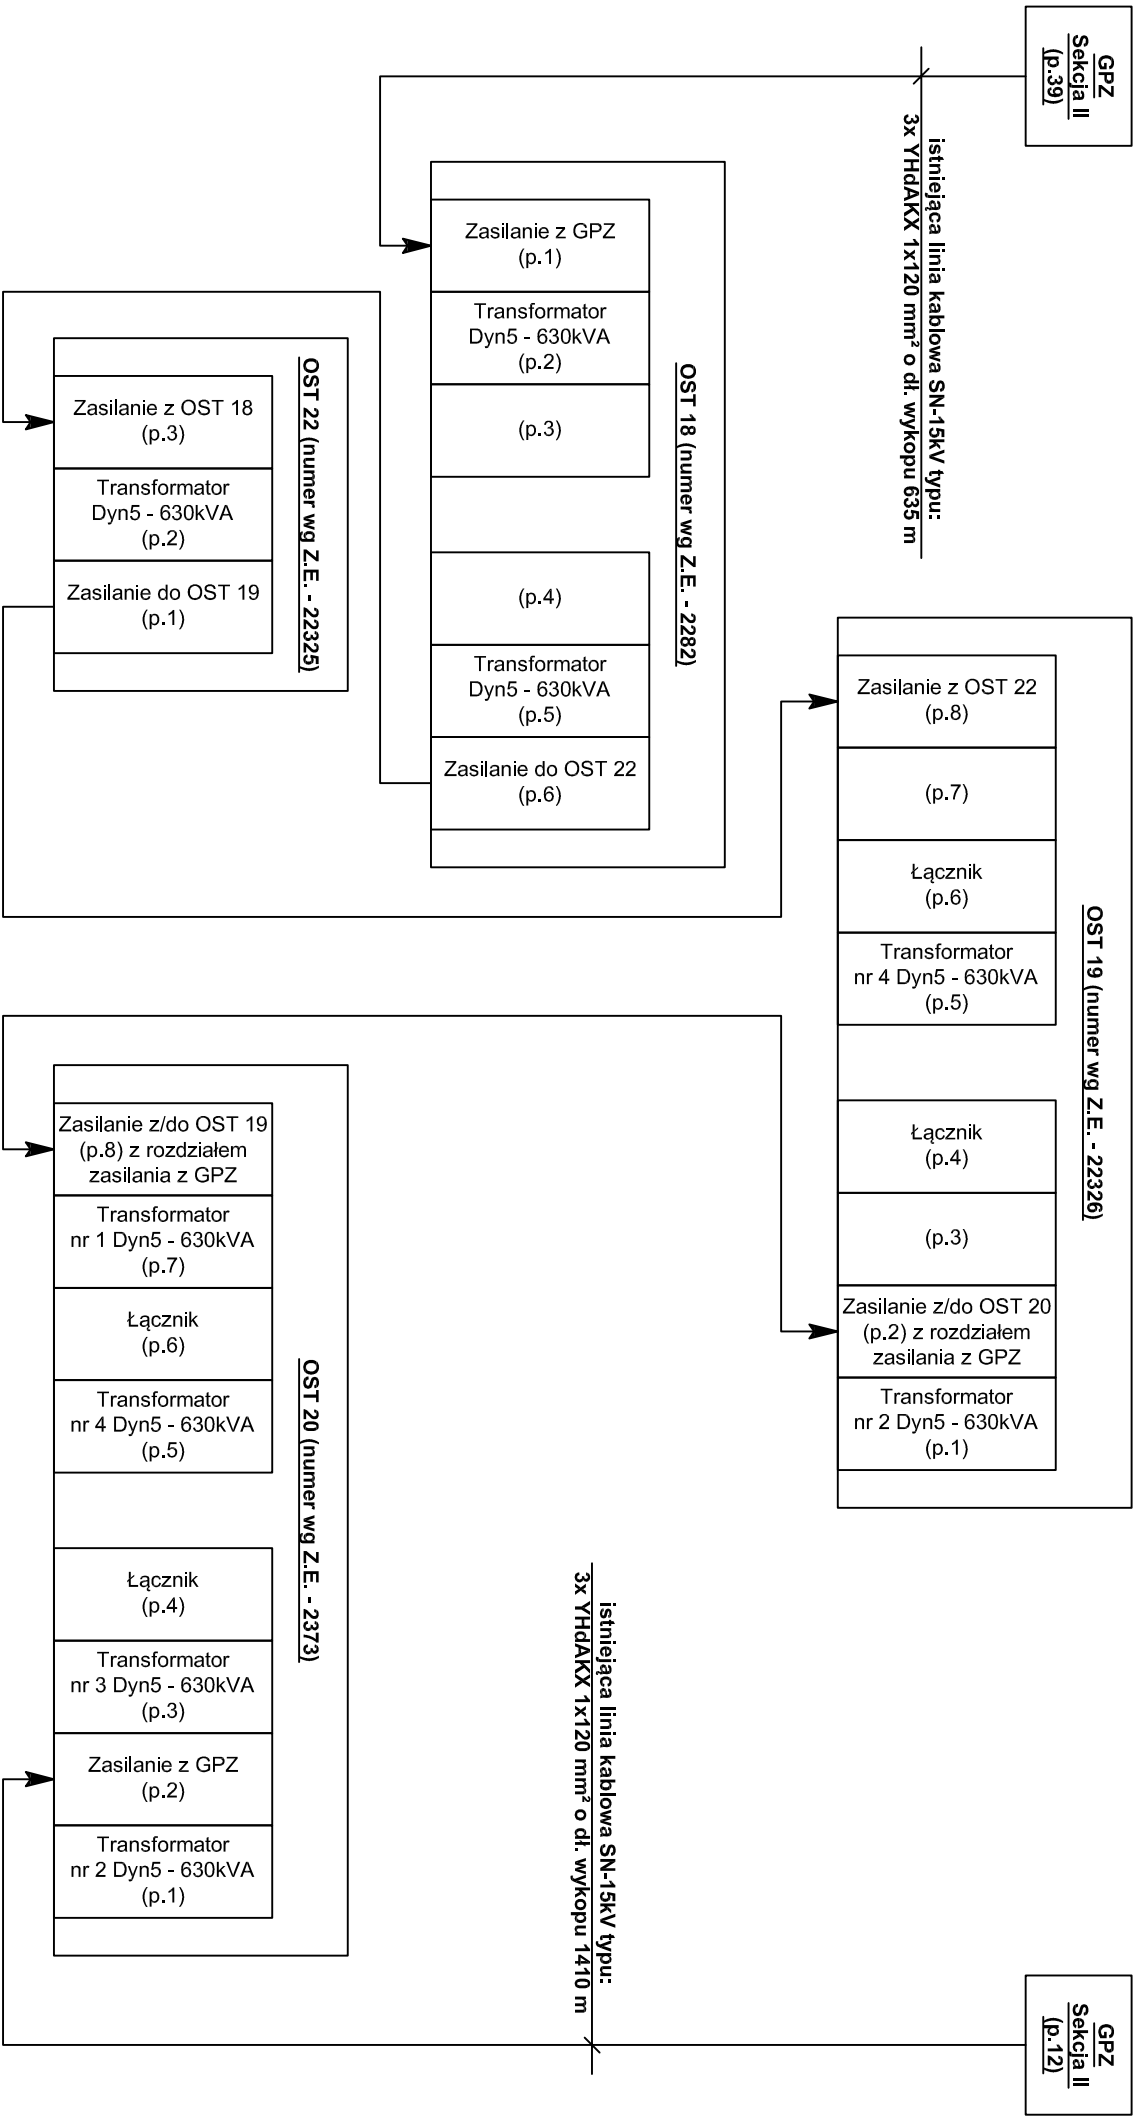 GPZ
Sekcja II
(p.39)
istniejąca linia kablowa SN-15kV typu:
3x YHdAKX 1x120 mm² o dł. wykopu 635 m
OST 18 (numer wg Z.E. - 2282)
Zasilanie z GPZ
(p.1)
Transformator
Dyn5 - 630kVA
(p.2)
(p.3)
(p.4)
Transformator
Dyn5 - 630kVA
(p.5)
Zasilanie do OST 22
(p.6)
OST 22 (numer wg Z.E. - 22325)
Zasilanie z OST 18
(p.3)
Transformator
Dyn5 - 630kVA
(p.2)
Zasilanie do OST 19
(p.1)
OST 19 (numer wg Z.E. - 22326)
Zasilanie z OST 22
(p.8)
(p.7)
Łącznik
(p.6)
Transformator
nr 4 Dyn5 - 630kVA
(p.5)
Łącznik
(p.4)
(p.3)
Zasilanie z/do OST 20
(p.2) z rozdziałem
zasilania z GPZ
Transformator
nr 2 Dyn5 - 630kVA
(p.1)
OST 20 (numer wg Z.E. - 2373)
Zasilanie z/do OST 19
(p.8) z rozdziałem
zasilania z GPZ
Transformator
nr 1 Dyn5 - 630kVA
(p.7)
Łącznik
(p.6)
Transformator
nr 4 Dyn5 - 630kVA
(p.5)
Łącznik
(p.4)
Transformator
nr 3 Dyn5 - 630kVA
(p.3)
Zasilanie z GPZ
(p.2)
Transformator
nr 2 Dyn5 - 630kVA
(p.1)
istniejąca linia kablowa SN-15kV typu:
3x YHdAKX 1x120 mm² o dł. wykopu 1410 m
GPZ
Sekcja II
(p.12)